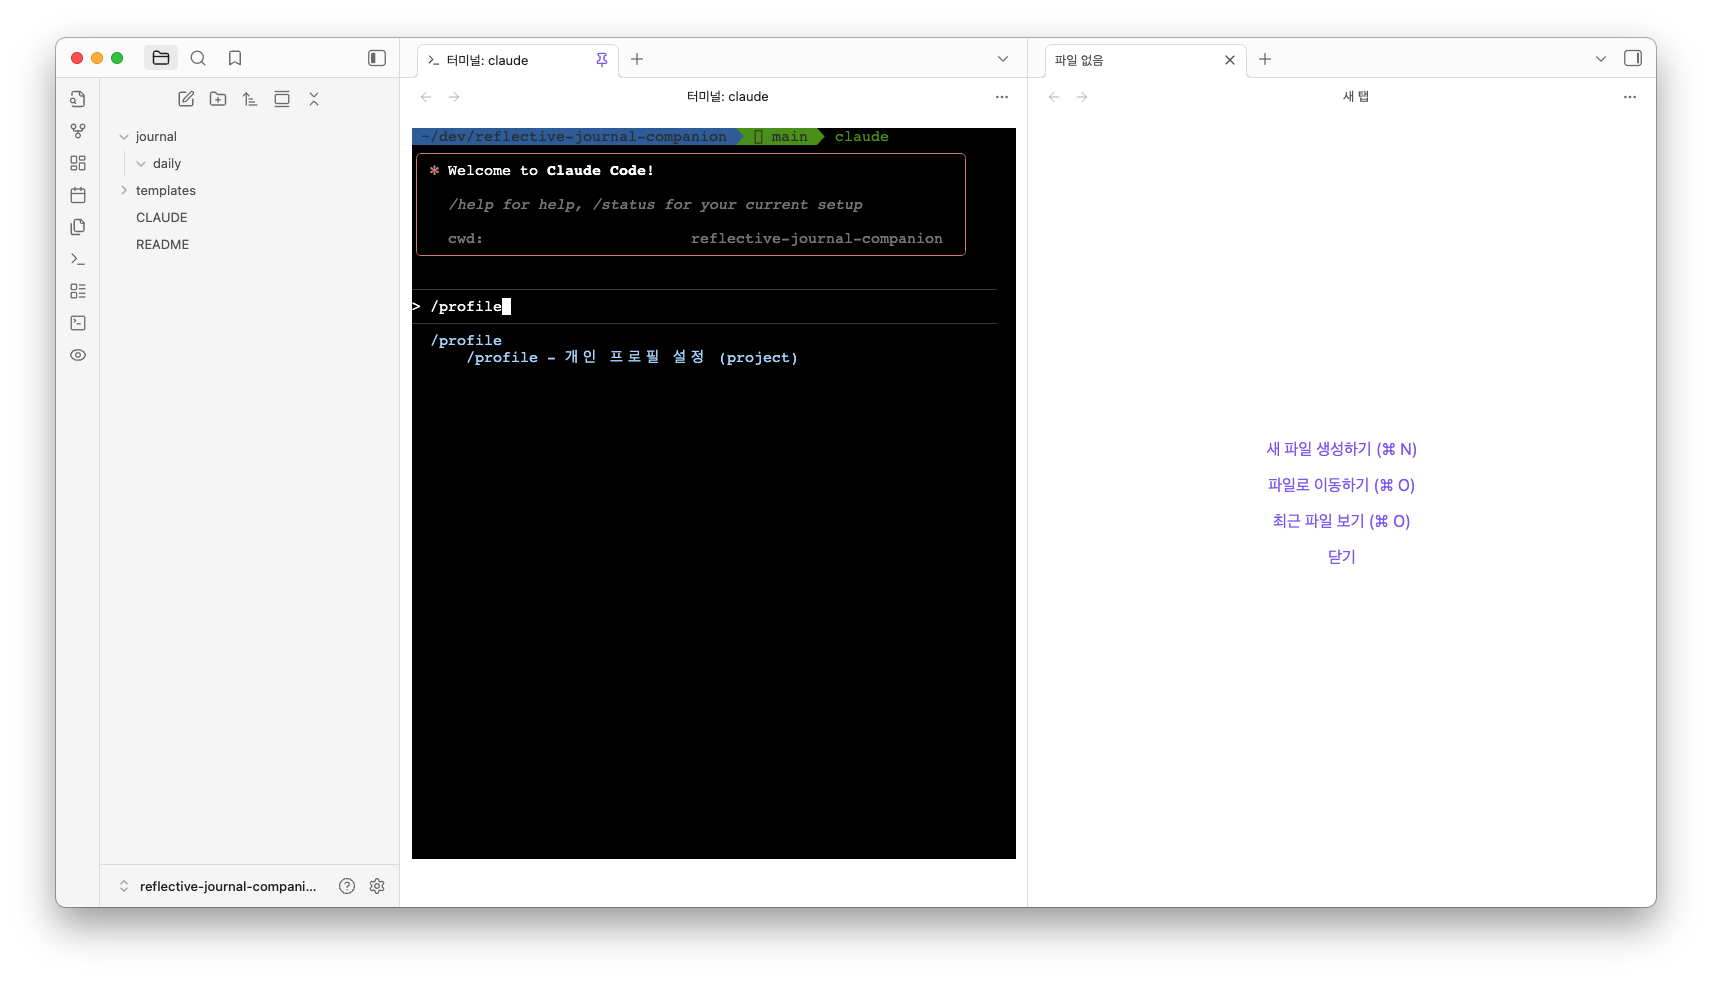 터미널: claude
파일 없음
터미널: claude
새 탭
journal
daily
templates
CLAUDE
README
~/dev/reflective-journal-companion main claude
* Welcome to Claude Code!
/help for help, /status for your current setup
cwd: reflective-journal-companion
> /profile
/profile
/profile - 개인 프로필 설정 (project)
새 파일 생성하기 (⌘ N)
파일로 이동하기 (⌘ O)
최근 파일 보기 (⌘ O)
닫기
reflective-journal-compani...